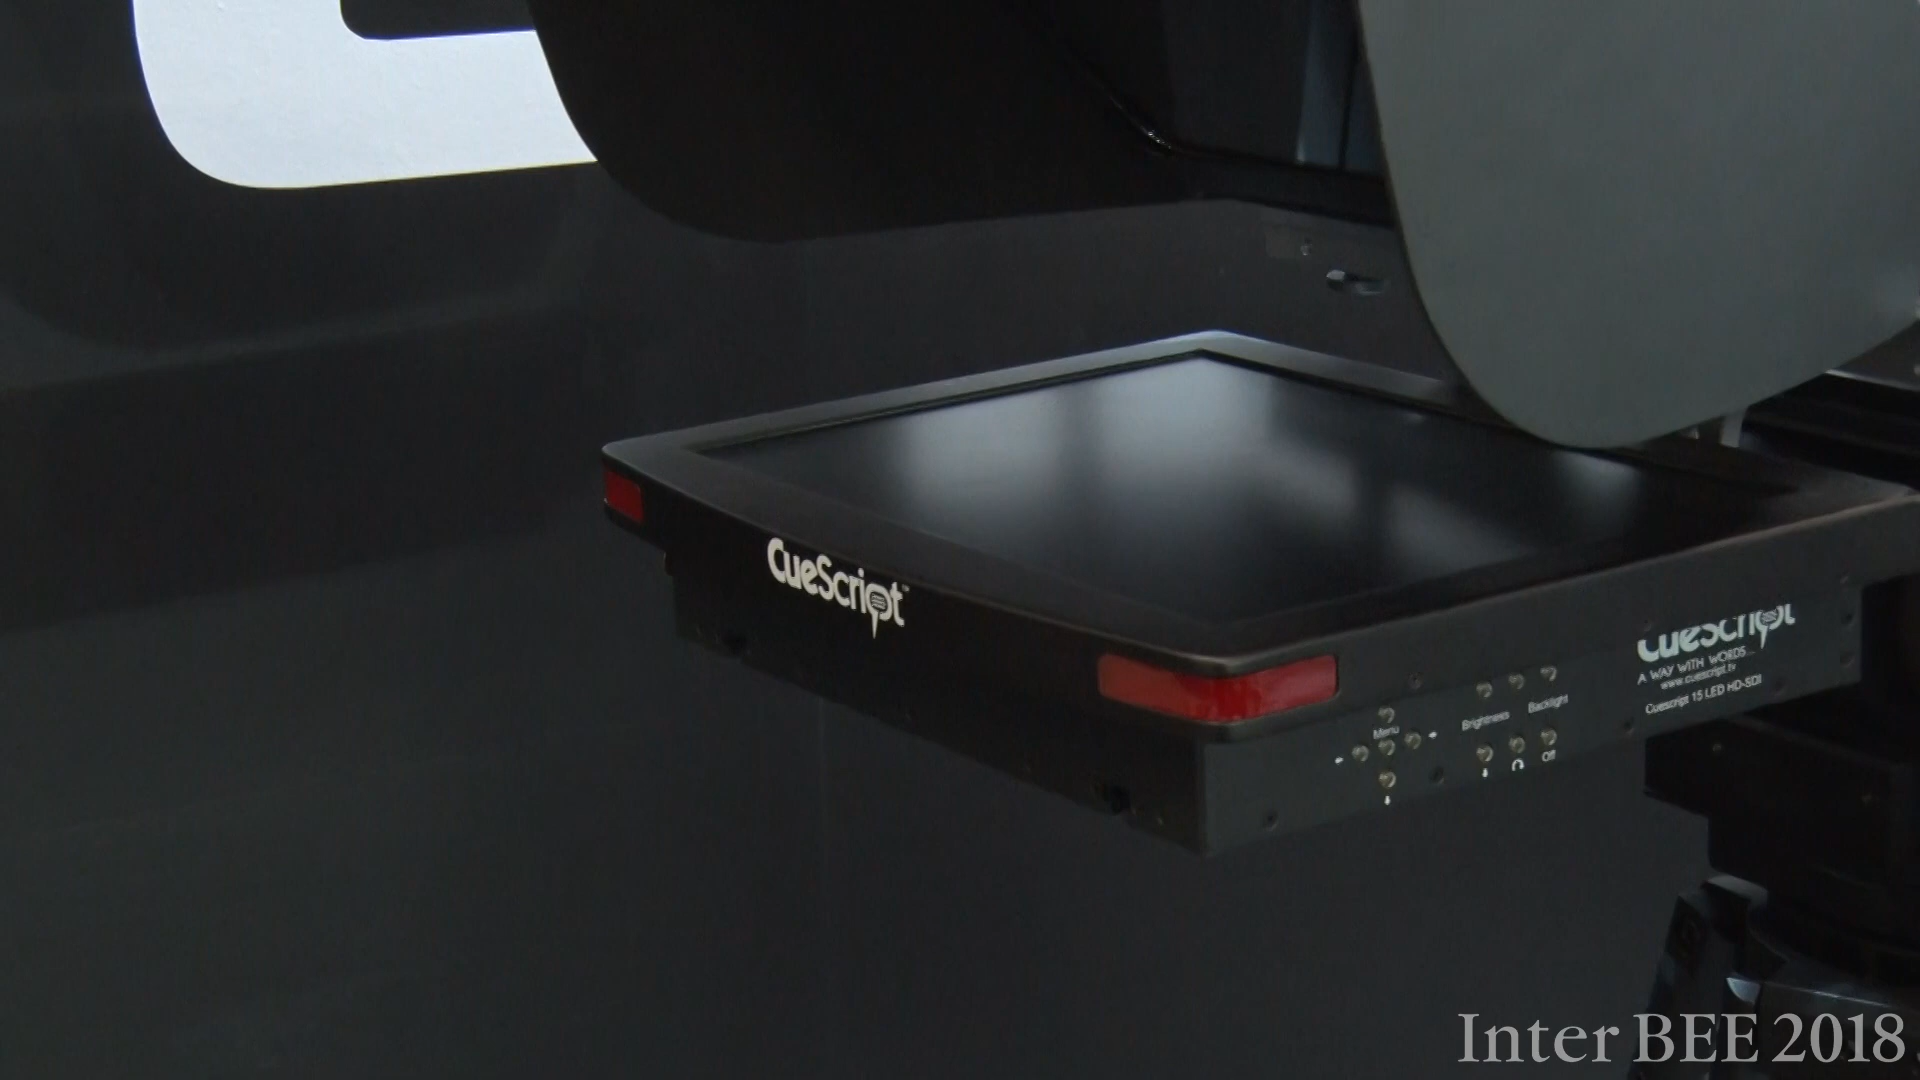 CueScript™
CueScript
A WAY WITH WORDS...
www.cuescript.tv
Cuescript 15 LED HD-SDI
Menu
Brightness
Backlight
Off
Inter BEE 2018